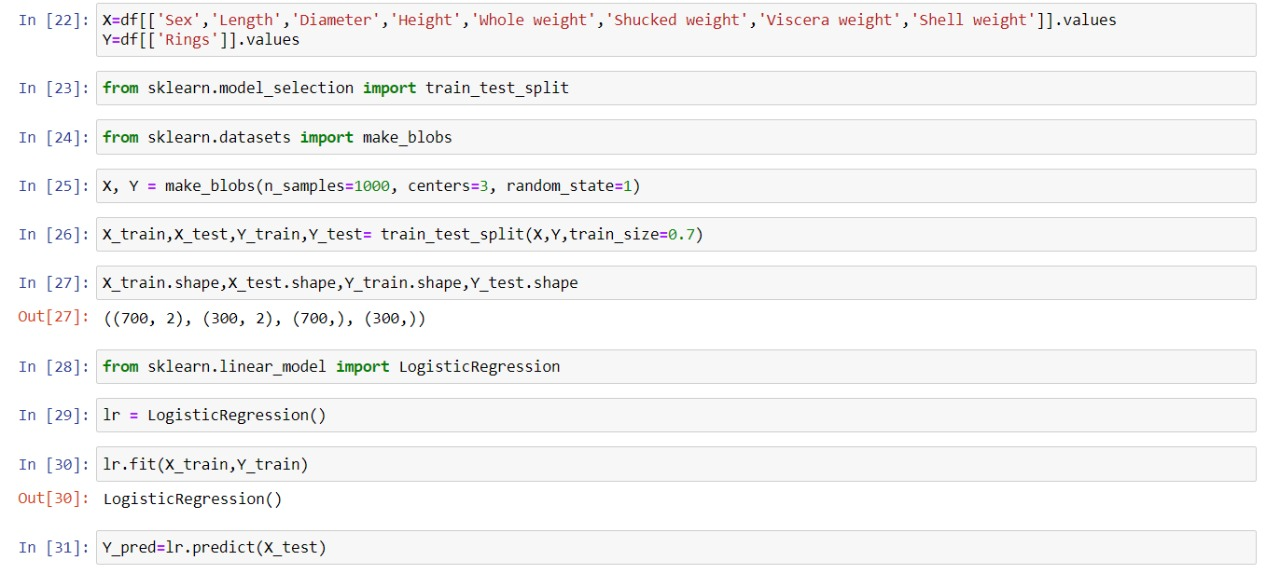 In [22]: X=df[['Sex','Length','Diameter','Height','Whole weight','Shucked weight','Viscera weight','Shell weight']].values
Y=df[['Rings']].values
In [23]: from sklearn.model_selection import train_test_split
In [24]: from sklearn.datasets import make_blobs
In [25]: X, Y = make_blobs(n_samples=1000, centers=3, random_state=1)
In [26]: X_train,X_test,Y_train,Y_test= train_test_split(X,Y,train_size=0.7)
In [27]: X_train.shape,X_test.shape,Y_train.shape,Y_test.shape
Out[27]: ((700, 2), (300, 2), (700,), (300,))
In [28]: from sklearn.linear_model import LogisticRegression
In [29]: lr = LogisticRegression()
In [30]: lr.fit(X_train,Y_train)
Out[30]: LogisticRegression()
In [31]: Y_pred=lr.predict(X_test)